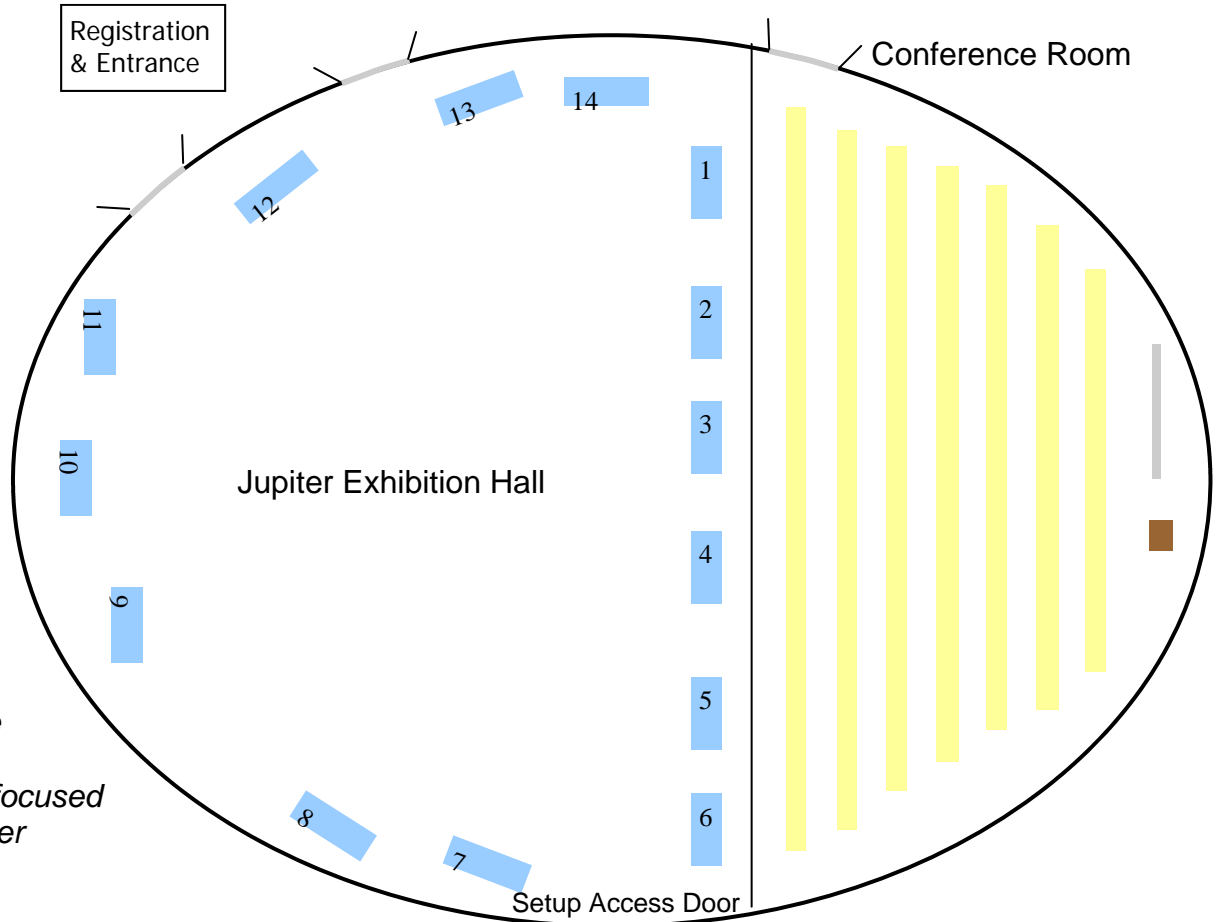 Registration
& Entrance
Conference Room
13
14
12
1
11
2
3
10
Jupiter Exhibition Hall
4
9
5
focused
8
6
7
Setup Access Door